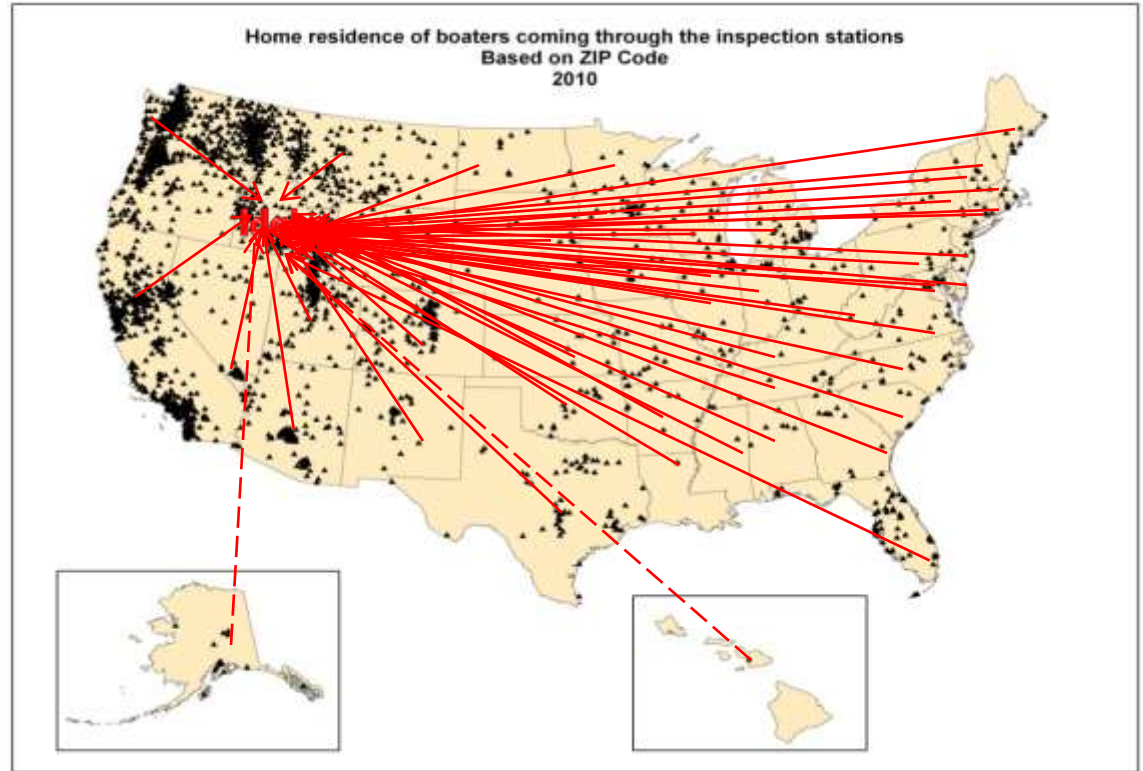 Home residence of boaters coming through the inspection stations
Based on ZIP Code
2010